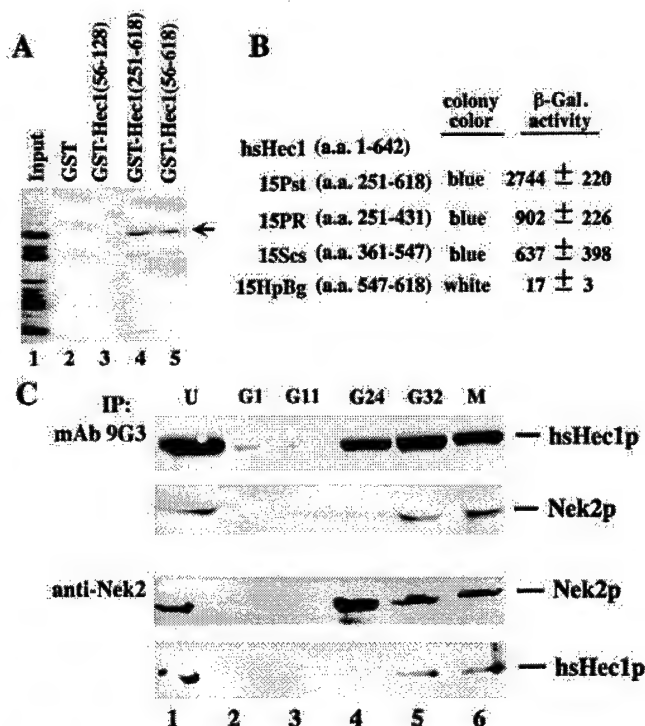 A
Input
GST
GST-Hec1(56-128)
GST-Hec1(251-618)
GST-Hec1(56-618)
1 2 3 4 5
B
colony color
β-Gal. activity
hsHec1 (a.a. 1-642)
15Pst (a.a. 251-618) blue 2744 ± 220
15PR (a.a. 251-431) blue 902 ± 226
15Scs (a.a. 361-547) blue 637 ± 398
15HpBg (a.a. 547-618) white 17 ± 3
C
IP:
U G1 G11 G24 G32 M
mAb 9G3
hsHec1p
Nek2p
anti-Nek2
Nek2p
hsHec1p
1 2 3 4 5 6